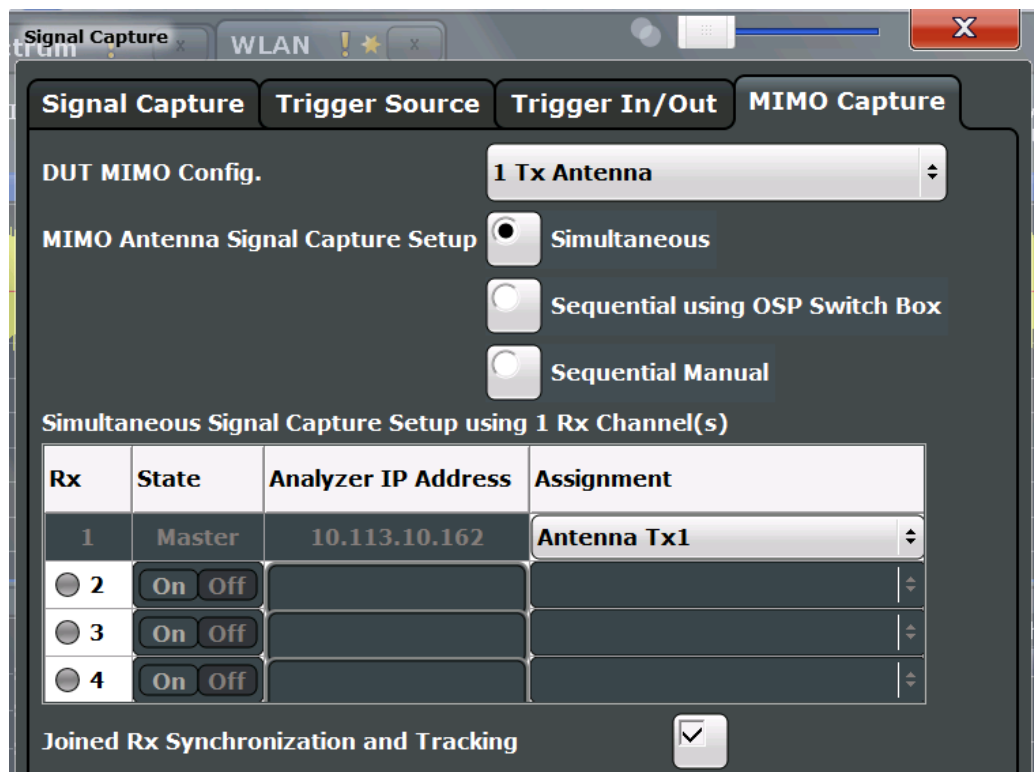 Signal Capture
WLAN
Signal Capture Trigger Source Trigger In/Out MIMO Capture
DUT MIMO Config. 1 Tx Antenna
MIMO Antenna Signal Capture Setup Simultaneous
Sequential using OSP Switch Box
Sequential Manual
Simultaneous Signal Capture Setup using 1 Rx Channel(s)
Rx State Analyzer IP Address Assignment
1 Master 10.113.10.162 Antenna Tx1
2 On Off
3 On Off
4 On Off
Joined Rx Synchronization and Tracking